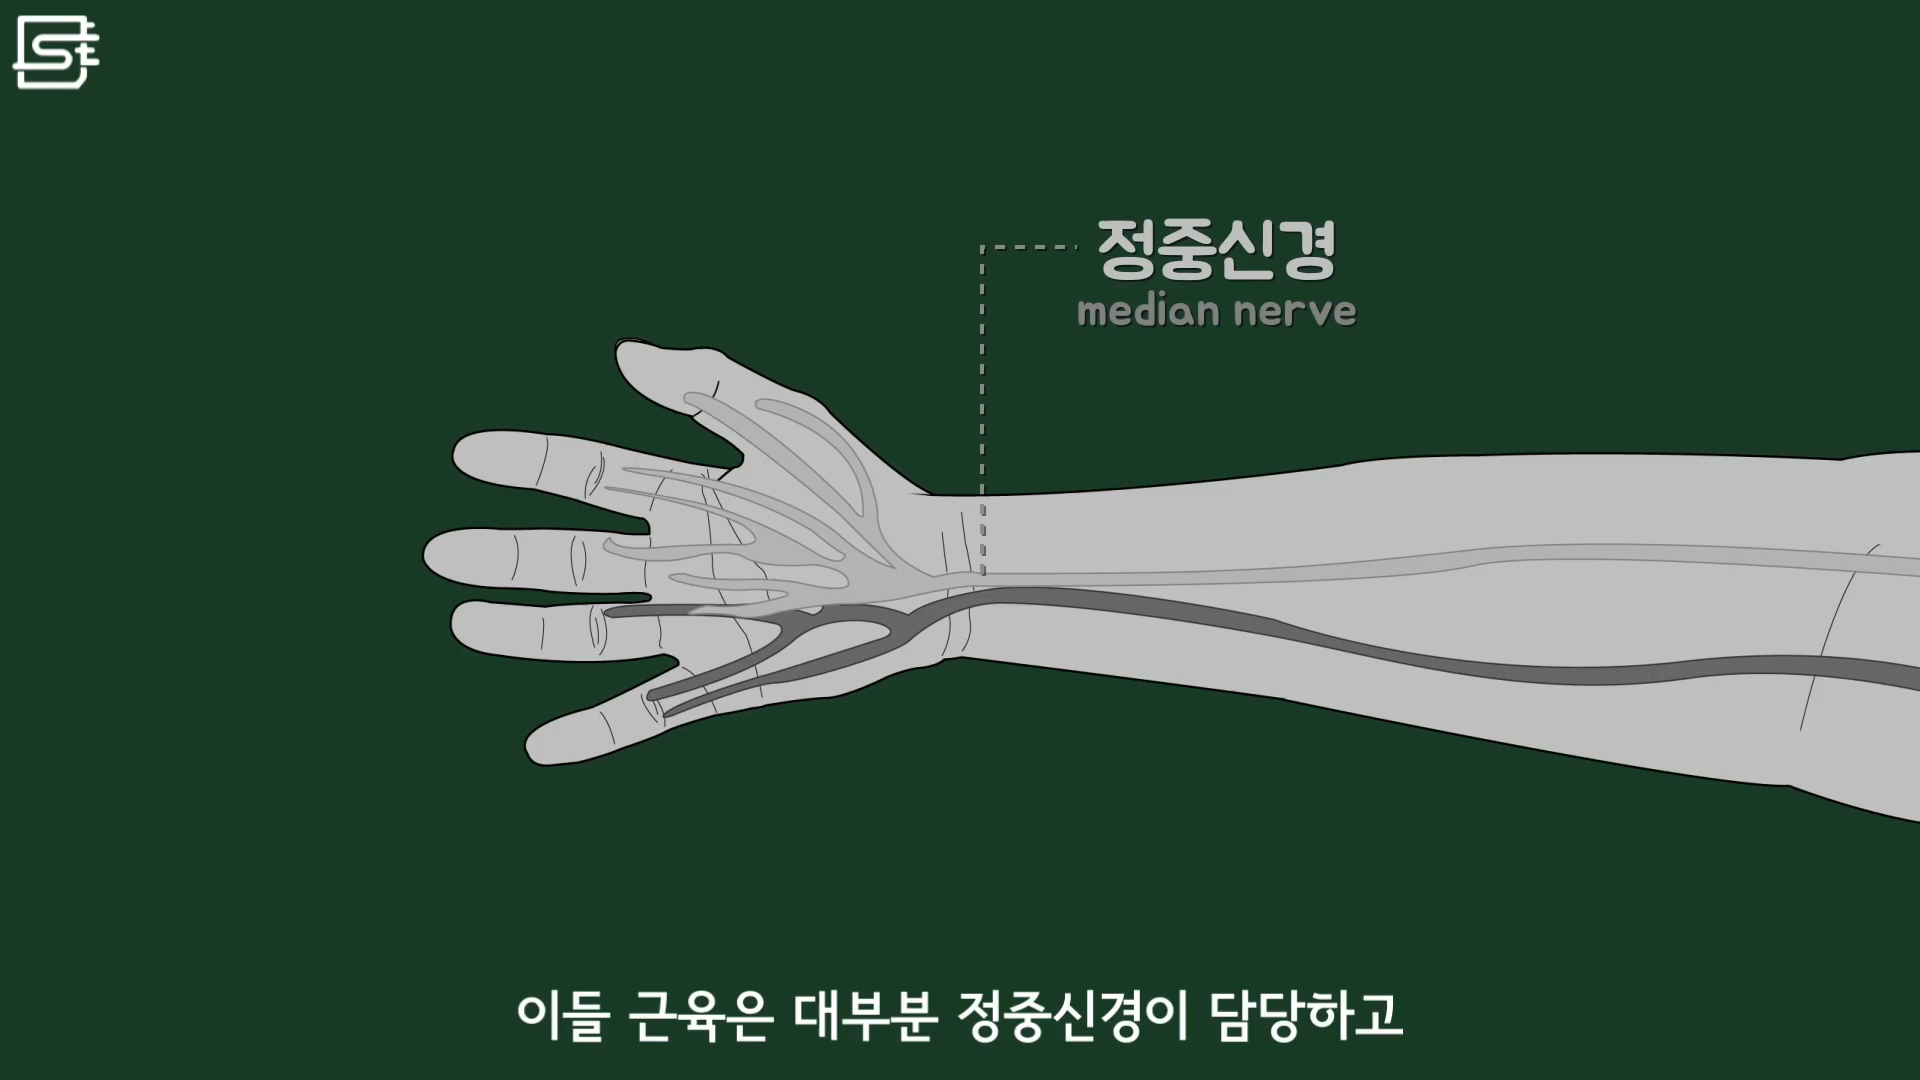 정중신경
median nerve
이들 근육은 대부분 정중신경이 담당하고